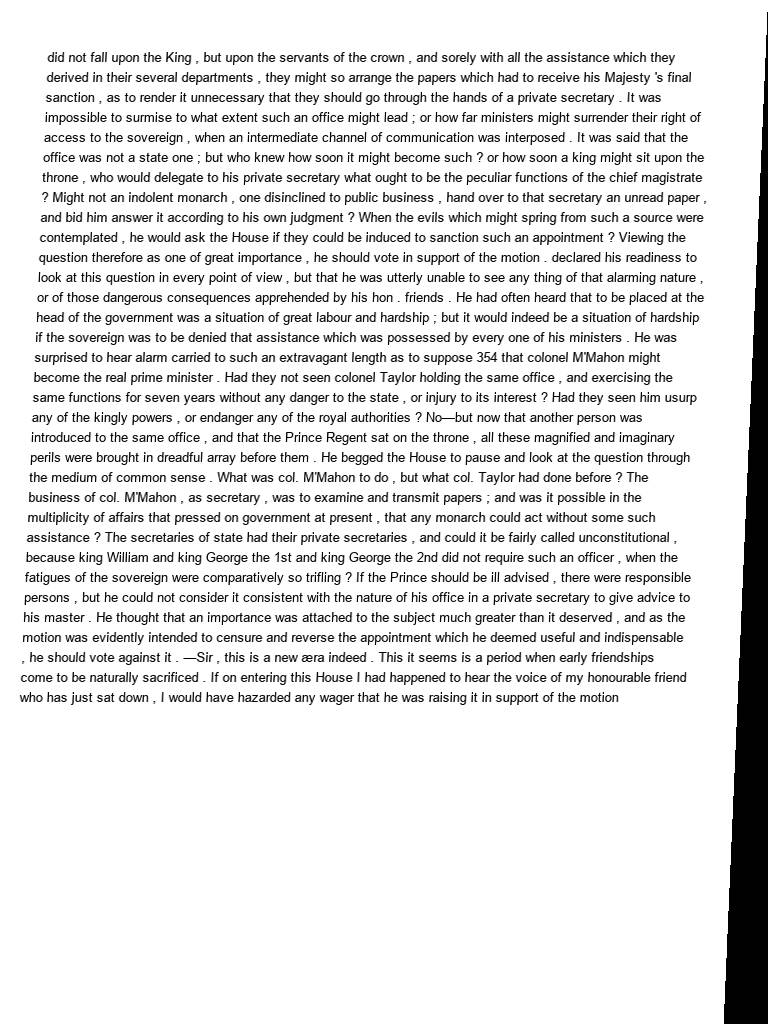 did not fall upon the King , but upon the servants of the crown , and sorely with all the assistance which they
derived in their several departments , they might so arrange the papers which had to receive his Majesty 's final
sanction , as to render it unnecessary that they should go through the hands of a private secretary . It was
impossible to surmise to what extent such an office might lead ; or how far ministers might surrender their right of
access to the sovereign , when an intermediate channel of communication was interposed . It was said that the
office was not a state one ; but who knew how soon it might become such ? or how soon a king might sit upon the
throne , who would delegate to his private secretary what ought to be the peculiar functions of the chief magistrate
? Might not an indolent monarch , one disinclined to public business , hand over to that secretary an unread paper ,
and bid him answer it according to his own judgment ? When the evils which might spring from such a source were
contemplated , he would ask the House if they could be induced to sanction such an appointment ? Viewing the
question therefore as one of great importance , he should vote in support of the motion . declared his readiness to
look at this question in every point of view , but that he was utterly unable to see any thing of that alarming nature ,
or of those dangerous consequences apprehended by his hon . friends . He had often heard that to be placed at the
head of the government was a situation of great labour and hardship ; but it would indeed be a situation of hardship
if the sovereign was to be denied that assistance which was possessed by every one of his ministers . He was
surprised to hear alarm carried to such an extravagant length as to suppose 354 that colonel M'Mahon might
become the real prime minister . Had they not seen colonel Taylor holding the same office , and exercising the
same functions for seven years without any danger to the state , or injury to its interest ? Had they seen him usurp
any of the kingly powers , or endanger any of the royal authorities ? No—but now that another person was
introduced to the same office , and that the Prince Regent sat on the throne , all these magnified and imaginary
perils were brought in dreadful array before them . He begged the House to pause and look at the question through
the medium of common sense . What was col. M'Mahon to do , but what col. Taylor had done before ? The
business of col. M'Mahon , as secretary , was to examine and transmit papers ; and was it possible in the
multiplicity of affairs that pressed on government at present , that any monarch could act without some such
assistance ? The secretaries of state had their private secretaries , and could it be fairly called unconstitutional ,
because king William and king George the 1st and king George the 2nd did not require such an officer , when the
fatigues of the sovereign were comparatively so trifling ? If the Prince should be ill advised , there were responsible
persons , but he could not consider it consistent with the nature of his office in a private secretary to give advice to
his master . He thought that an importance was attached to the subject much greater than it deserved , and as the
motion was evidently intended to censure and reverse the appointment which he deemed useful and indispensable
, he should vote against it . —Sir , this is a new æra indeed . This it seems is a period when early friendships
come to be naturally sacrificed . If on entering this House I had happened to hear the voice of my honourable friend
who has just sat down , I would have hazarded any wager that he was raising it in support of the motion